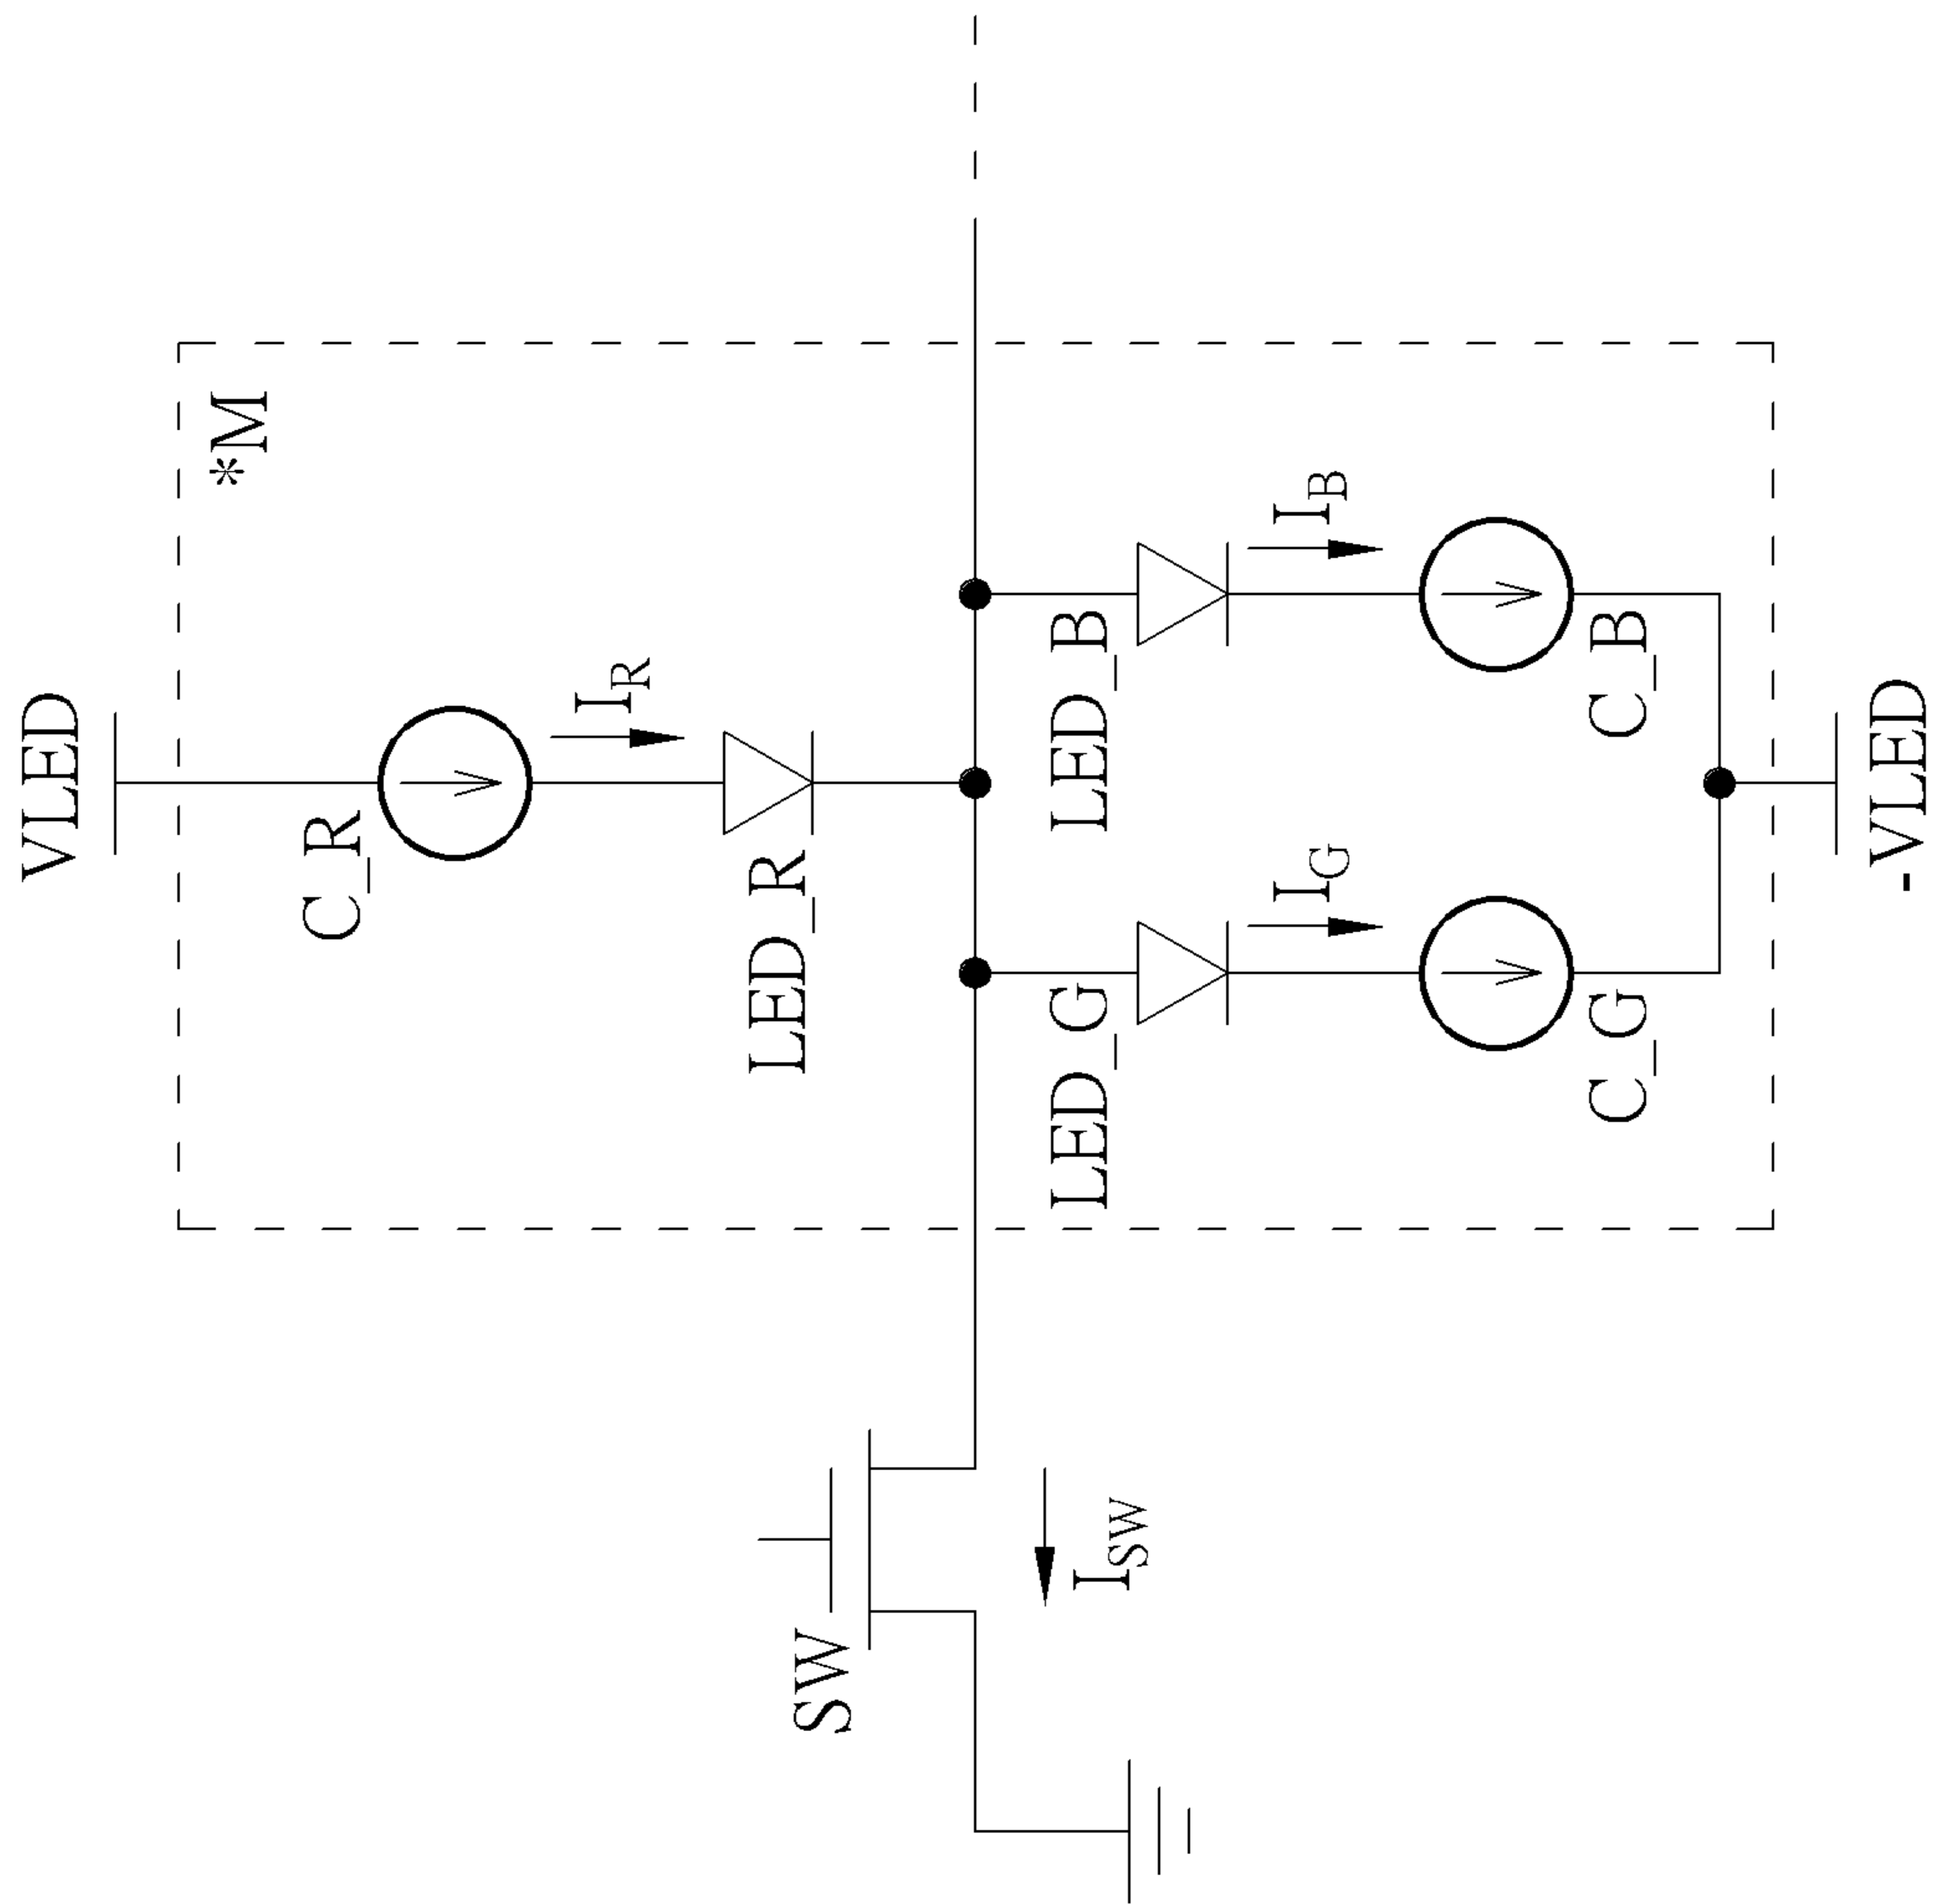 VLED
*M
C_R
I_R
LED_R
SW
LED_G
LED_B
I_SW
I_G
I_B
C_G
C_B
-VLED